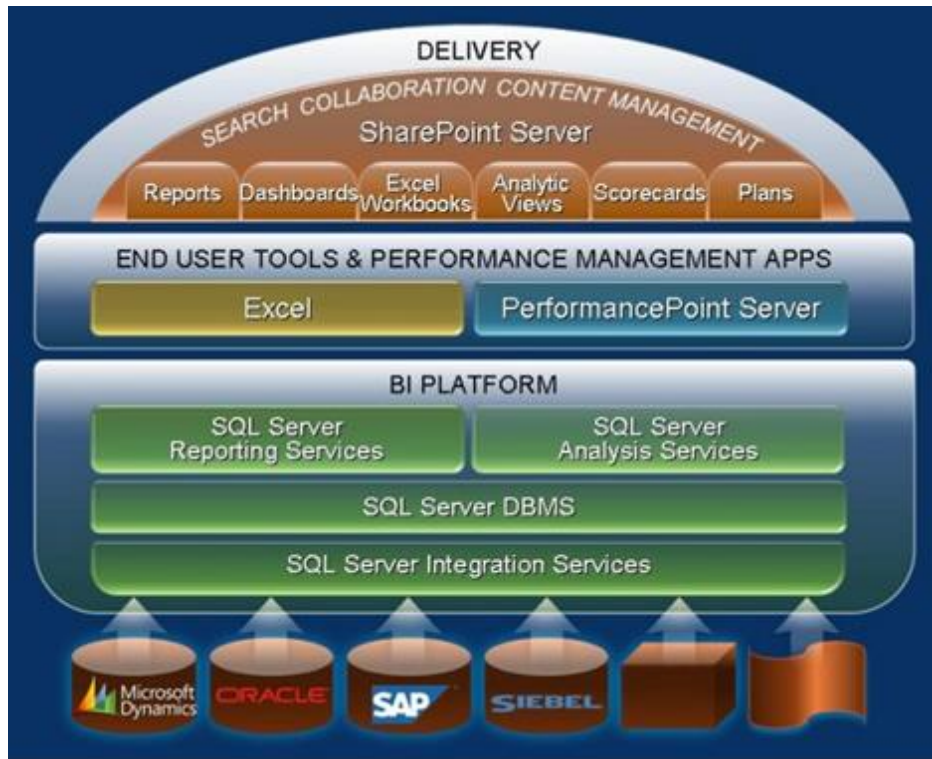 DELIVERY
SEARCH COLLABORATION CONTENT MANAGEMENT
SharePoint Server
Reports
Dashboards
Excel
Workbooks
Analytic
Views
Scorecards
Plans
END USER TOOLS & PERFORMANCE MANAGEMENT APPS
Excel
PerformancePoint Server
BI PLATFORM
SQL Server
Reporting Services
SQL Server
Analysis Services
SQL Server DBMS
SQL Server Integration Services
Microsoft
Dynamics
ORACLE
SAP
SIEBEL